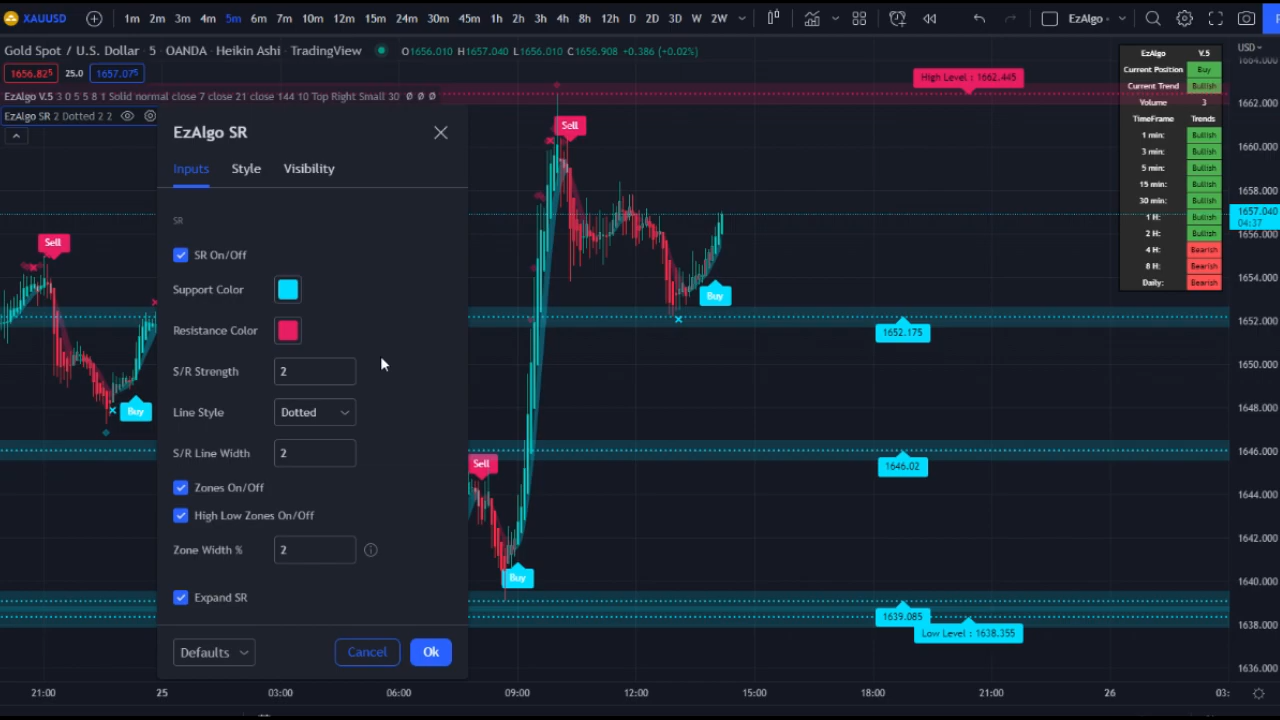 XAUUSD 1m 2m 3m 4m 5m 6m 7m 10m 12m 15m 24m 30m 45m 1h 2h 3h 4h 8h 12h D 2D 3D W 2W EzAlgo
Gold Spot / U.S. Dollar · 5 · OANDA · Heikin Ashi · TradingView O1656.010 H1657.040 L1656.010 C1656.908 +0.386 (+0.02%)
1656.825 25.0 1657.075
EzAlgo V.5 3 0 5 5 8 1 Solid normal close 7 close 21 close 144 10 Top Right Small 30 Ø Ø Ø
EzAlgo SR 2 Dotted 2 2
EzAlgo SR
Inputs Style Visibility
SR
SR On/Off
Support Color
Resistance Color
S/R Strength 2
Line Style Dotted
S/R Line Width 2
Zones On/Off
High Low Zones On/Off
Zone Width % 2
Expand SR
Defaults Cancel Ok
Sell
Buy
Sell
Buy
Sell
Buy
High Level : 1662.445
1652.175
1646.02
1639.085
Low Level : 1638.355
EzAlgo V.5
Current Position Buy
Current Trend Bullish
Volume 3
TimeFrame Trends
1 min: Bullish
3 min: Bullish
5 min: Bullish
15 min: Bullish
30 min: Bullish
1 H: Bullish
2 H: Bullish
4 H: Bearish
8 H: Bearish
Daily: Bearish
USD
1664.000
1662.000
1660.000
1658.000
1657.040
04:37
1656.000
1654.000
1652.000
1650.000
1648.000
1646.000
1644.000
1642.000
1640.000
1638.000
1636.000
21:00 25 03:00 06:00 09:00 12:00 15:00 18:00 21:00 26 03: